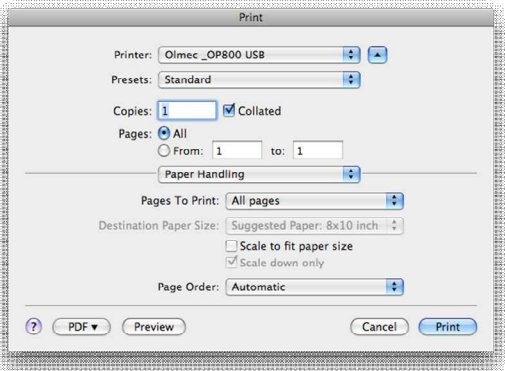 Print
Printer: Olmec _OP800 USB
Presets: Standard
Copies: 1 Collated
Pages: All
From: 1 to: 1
Paper Handling
Pages To Print: All pages
Destination Paper Size: Suggested Paper: 8x10 inch
Scale to fit paper size
Scale down only
Page Order: Automatic
? PDF ▼ Preview Cancel Print